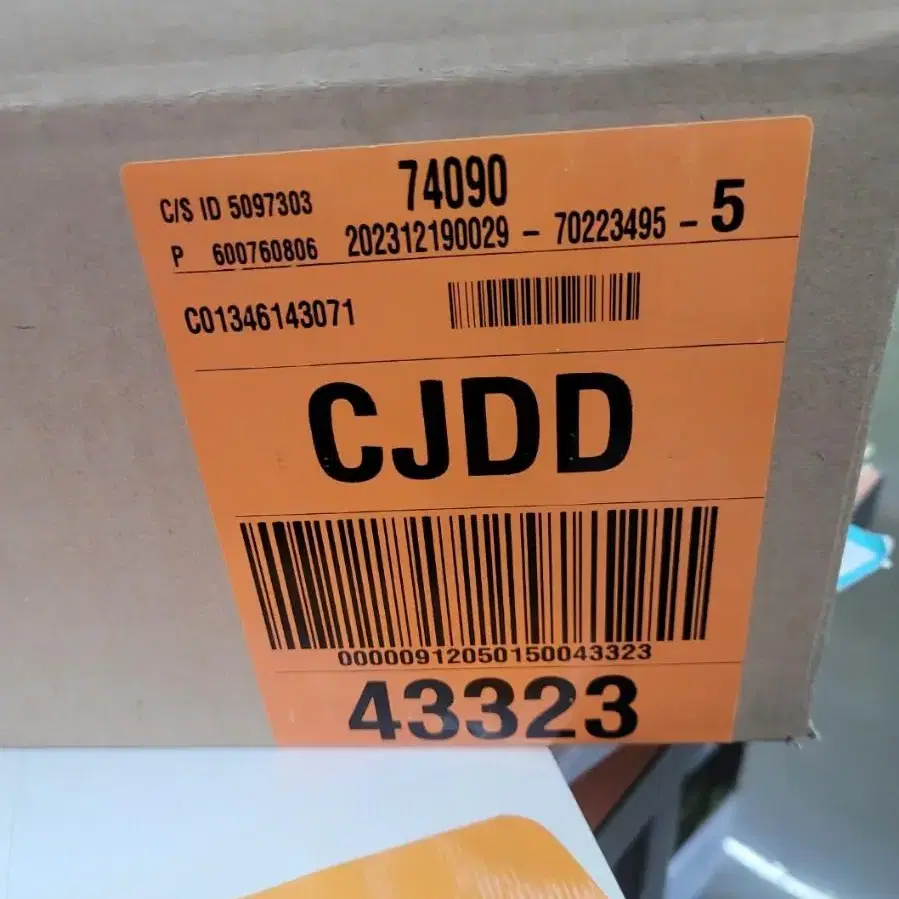 74090
C/S ID 5097303
P 600760806 202312190029 - 70223495 - 5
C01346143071
CJDD
00000912050150043323
43323